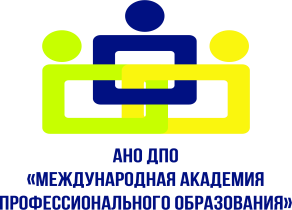 АНО ДПО
«МЕЖДУНАРОДНАЯ АКАДЕМИЯ
ПРОФЕССИОНАЛЬНОГО ОБРАЗОВАНИЯ»